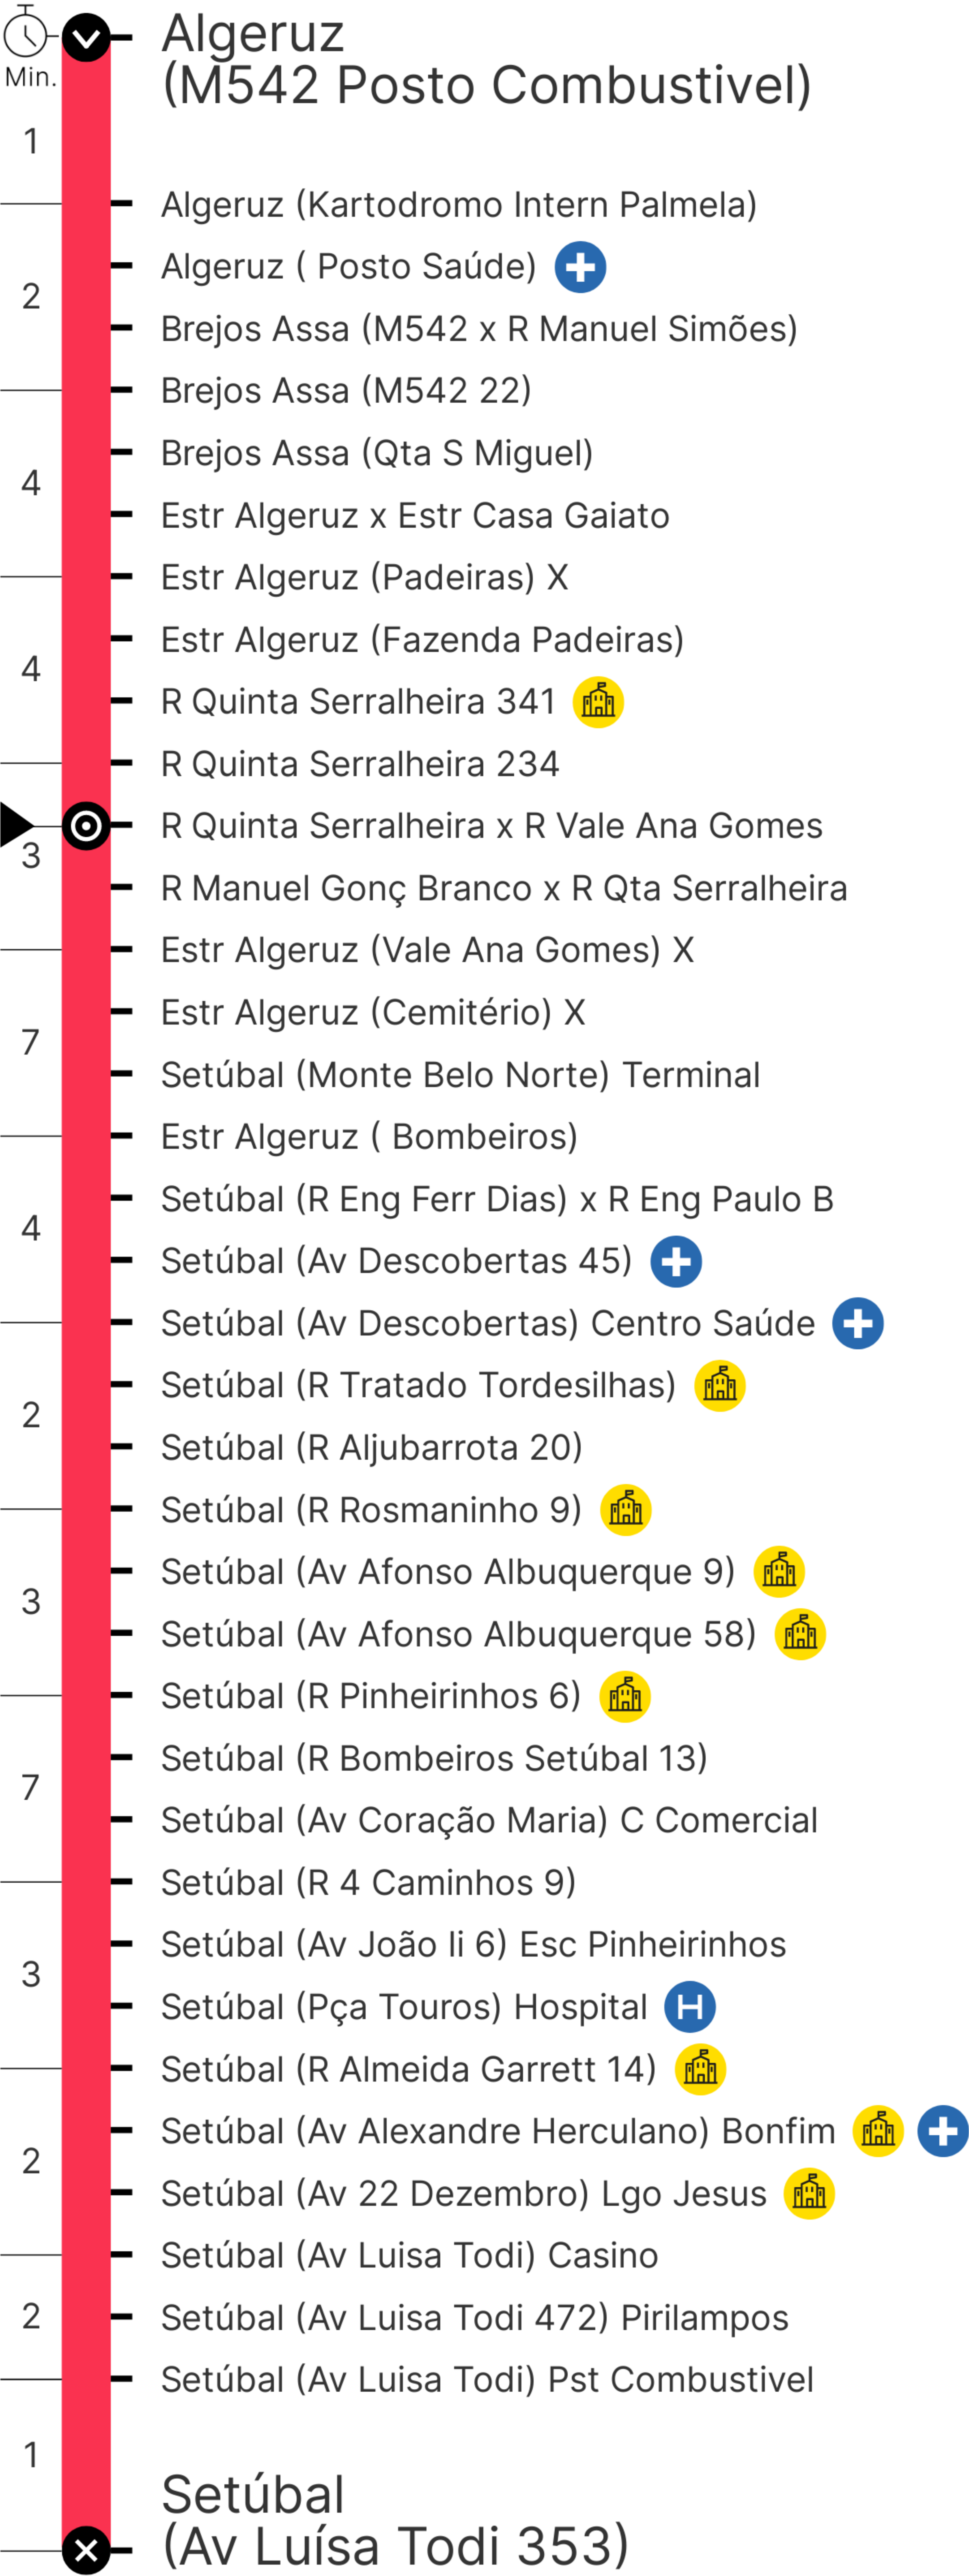 Algeruz
(M542 Posto Combustivel)
Min.
1
Algeruz (Kartodromo Intern Palmela)
Algeruz ( Posto Saúde)
2
Brejos Assa (M542 x R Manuel Simões)
Brejos Assa (M542 22)
Brejos Assa (Qta S Miguel)
4
Estr Algeruz x Estr Casa Gaiato
Estr Algeruz (Padeiras) X
Estr Algeruz (Fazenda Padeiras)
4
R Quinta Serralheira 341
R Quinta Serralheira 234
R Quinta Serralheira x R Vale Ana Gomes
3
R Manuel Gonç Branco x R Qta Serralheira
Estr Algeruz (Vale Ana Gomes) X
Estr Algeruz (Cemitério) X
7
Setúbal (Monte Belo Norte) Terminal
Estr Algeruz ( Bombeiros)
Setúbal (R Eng Ferr Dias) x R Eng Paulo B
4
Setúbal (Av Descobertas 45)
Setúbal (Av Descobertas) Centro Saúde
Setúbal (R Tratado Tordesilhas)
2
Setúbal (R Aljubarrota 20)
Setúbal (R Rosmaninho 9)
Setúbal (Av Afonso Albuquerque 9)
3
Setúbal (Av Afonso Albuquerque 58)
Setúbal (R Pinheirinhos 6)
Setúbal (R Bombeiros Setúbal 13)
7
Setúbal (Av Coração Maria) C Comercial
Setúbal (R 4 Caminhos 9)
Setúbal (Av João Ii 6) Esc Pinheirinhos
3
Setúbal (Pça Touros) Hospital H
Setúbal (R Almeida Garrett 14)
Setúbal (Av Alexandre Herculano) Bonfim
2
Setúbal (Av 22 Dezembro) Lgo Jesus
Setúbal (Av Luisa Todi) Casino
2
Setúbal (Av Luisa Todi 472) Pirilampos
Setúbal (Av Luisa Todi) Pst Combustivel
1
Setúbal
(Av Luísa Todi 353)